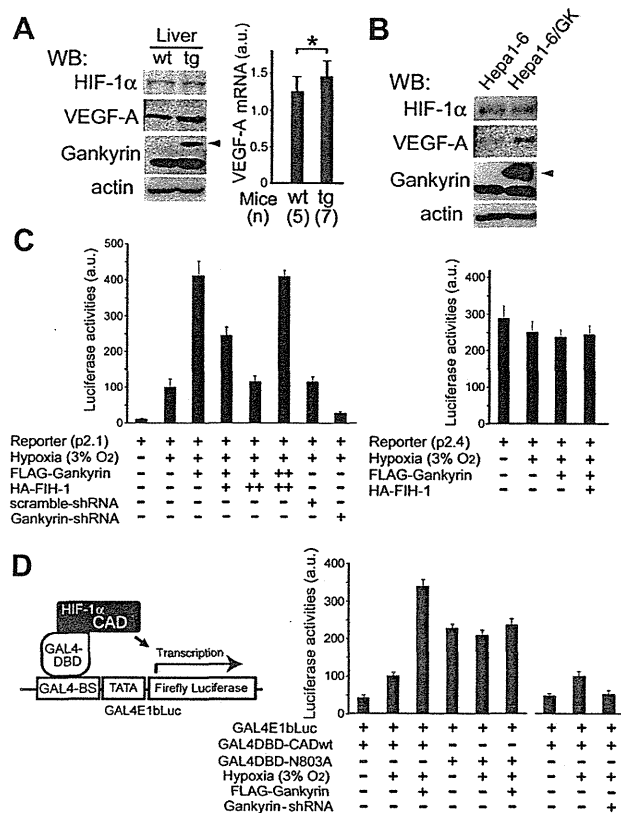 A
Liver
WB: wt tg
HIF-1α
VEGF-A
Gankyrin
actin
VEGF-A mRNA (a.u.)
*
1.5
1.0
0.5
0
Mice wt tg
(n) (5) (7)
B
WB: Hepa1-6 Hepa1-6/GK
HIF-1α
VEGF-A
Gankyrin
actin
C
Luciferase activities (a.u.)
500
400
300
200
100
0
Reporter (p2.1) + + + + + + + +
Hypoxia (3% O2) - + + + + + + +
FLAG-Gankyrin - - + + + ++ - -
HA-FIH-1 - - - + ++ ++ - -
scramble-shRNA - - - - - - + -
Gankyrin-shRNA - - - - - - - +
Luciferase activities (a.u.)
400
300
200
100
0
Reporter (p2.4) + + + +
Hypoxia (3% O2) - + + +
FLAG-Gankyrin - - + +
HA-FIH-1 - - - +
D
HIF-1α
CAD
GAL4-
DBD
Transcription
GAL4-BS TATA Firefly Luciferase
GAL4E1bLuc
Luciferase activities (a.u.)
400
300
200
100
0
GAL4E1bLuc + + + + + + + + +
GAL4DBD-CADwt + + + - - - + + +
GAL4DBD-N803A - - - + + + - - -
Hypoxia (3% O2) - + + - + + - + +
FLAG-Gankyrin - - + - - + - - -
Gankyrin-shRNA - - - - - - - - +